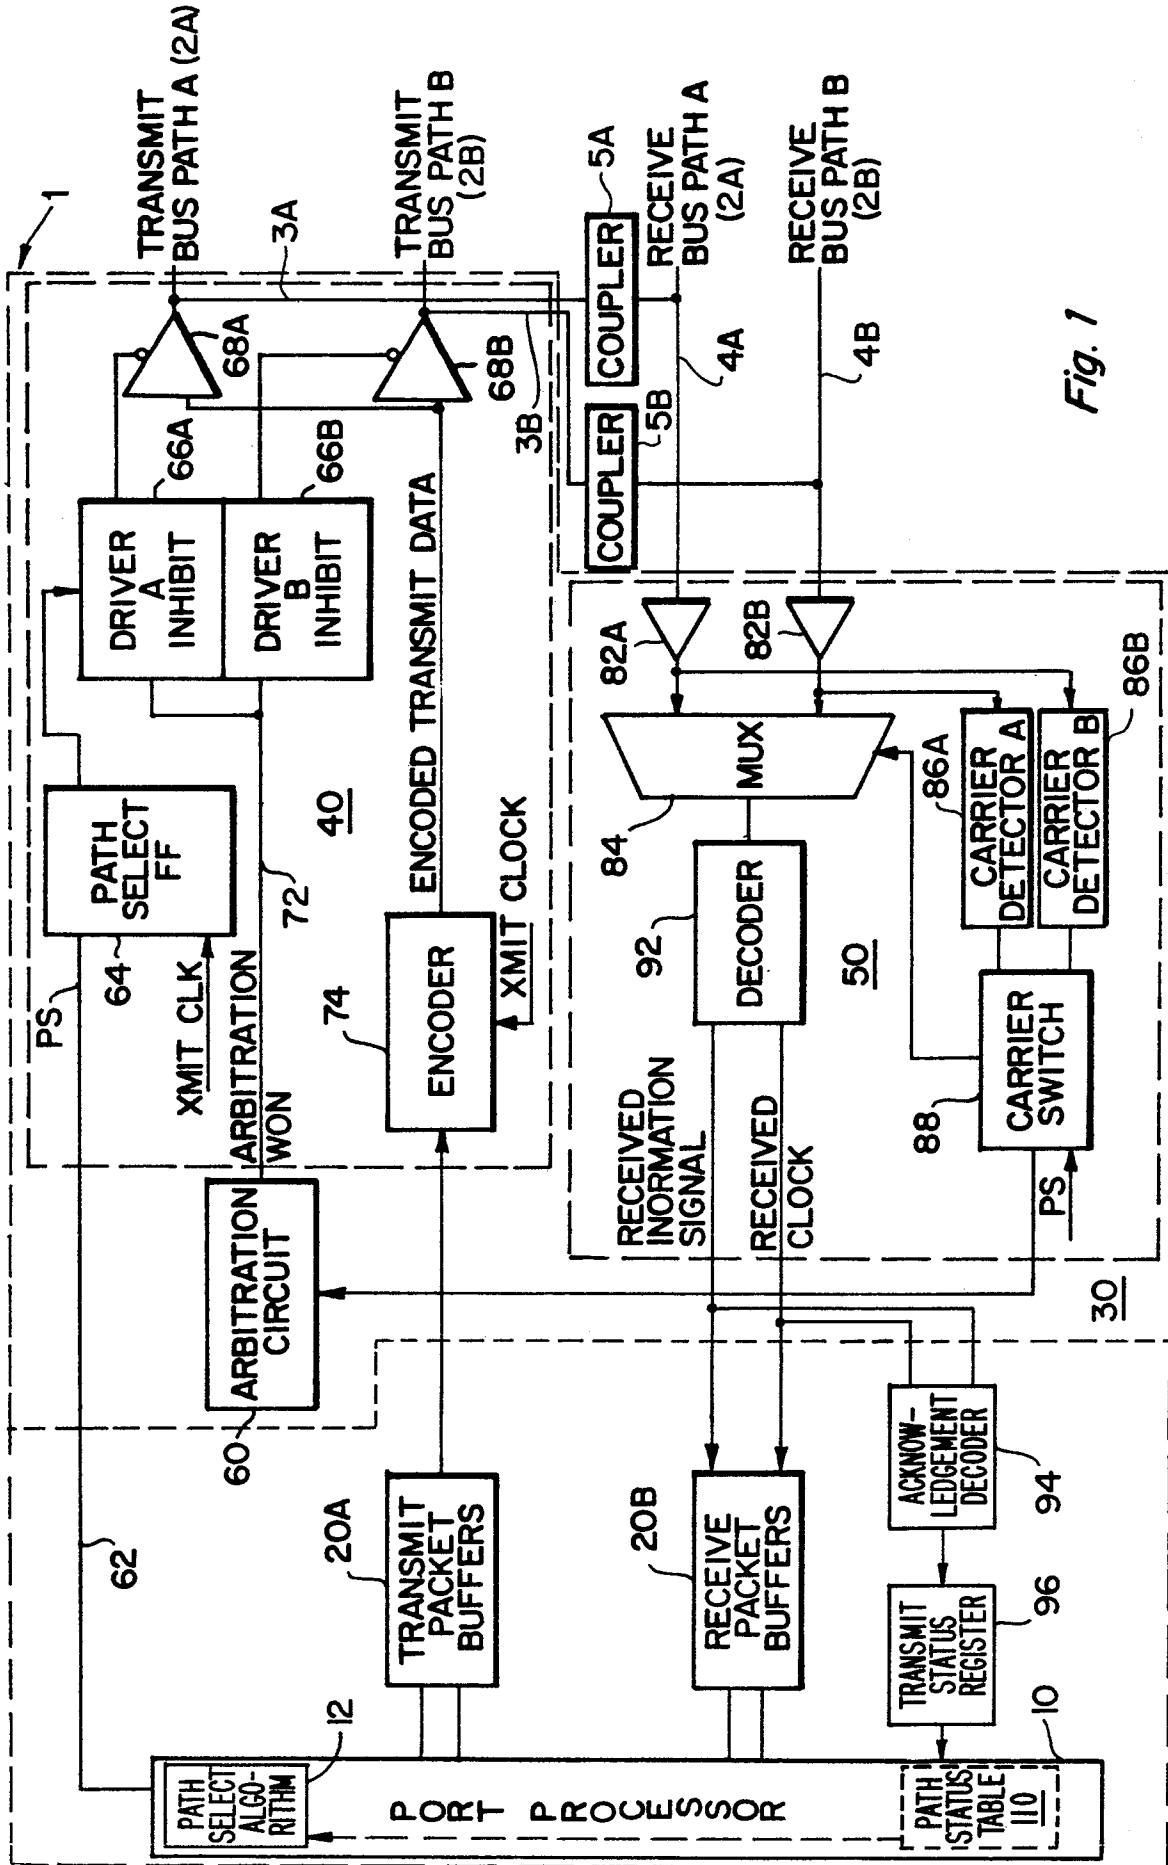 1
TRANSMIT
BUS PATH A (2A)
TRANSMIT
BUS PATH B
(2B)
3A
68A
68B
3B
66A
66B
DRIVER
A
INHIBIT
DRIVER
B
INHIBIT
PATH
SELECT
FF
64
PS
XMIT CLK
40
72
ARBITRATION
WON
ENCODED TRANSMIT DATA
ENCODER
74
XMIT CLOCK
ARBITRATION
CIRCUIT
60
62
COUPLER
5A
COUPLER
5B
RECEIVE
BUS PATH A
(2A)
RECEIVE
BUS PATH B
(2B)
4A
4B
82A
82B
MUX
84
DECODER
92
50
CARRIER
DETECTOR A
86A
CARRIER
DETECTOR B
86B
CARRIER
SWITCH
88
PS
RECEIVED
INORMATION
SIGNAL
RECEIVED
CLOCK
30
TRANSMIT
PACKET
BUFFERS
20A
RECEIVE
PACKET
BUFFERS
20B
ACKNOW-
LEDGEMENT
DECODER
94
TRANSMIT
STATUS
REGISTER
96
PATH
SELECT
ALGO-
RITHM
12
PORT PROCESSOR
PATH
STATUS
TABLE
110
10
Fig. 1